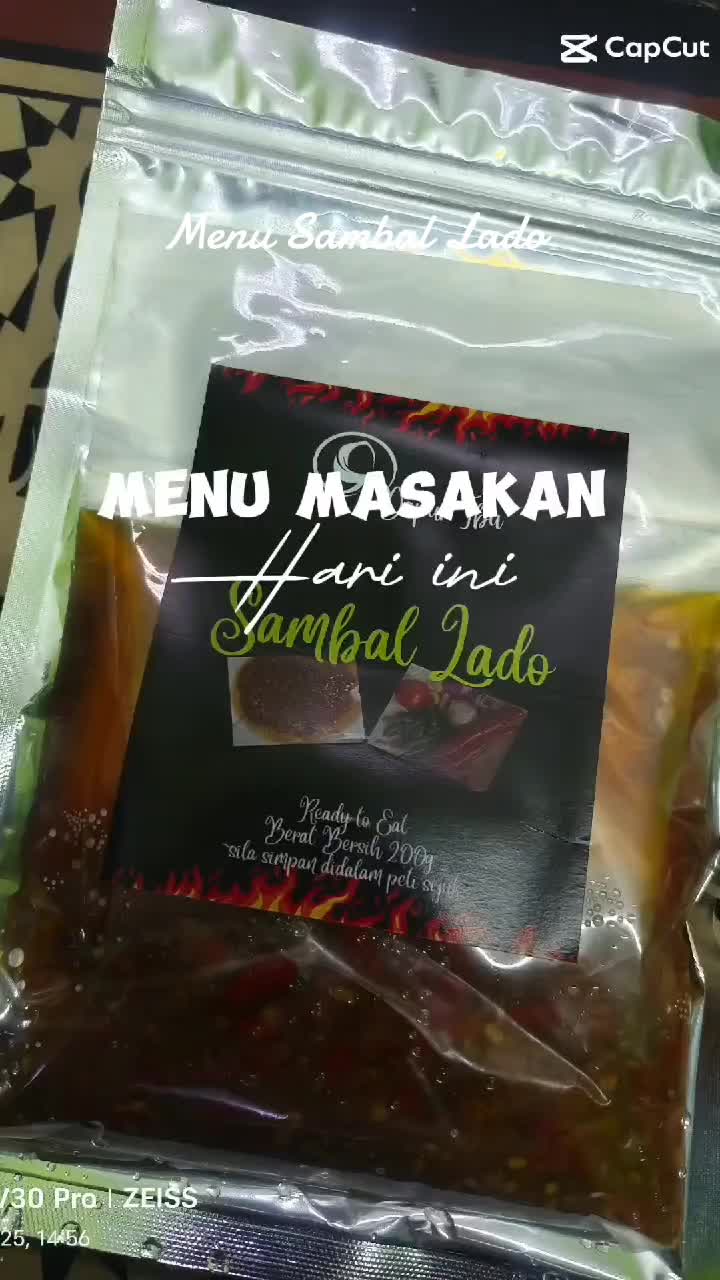 CapCut
Menu Sambal Lado
MENU MASAKAN
Hari ini
Sambal Lado
Ready to Eat
Berat Bersih 200g
sila simpan didalam peti sejuk
V30 Pro | ZEISS
25, 14:56